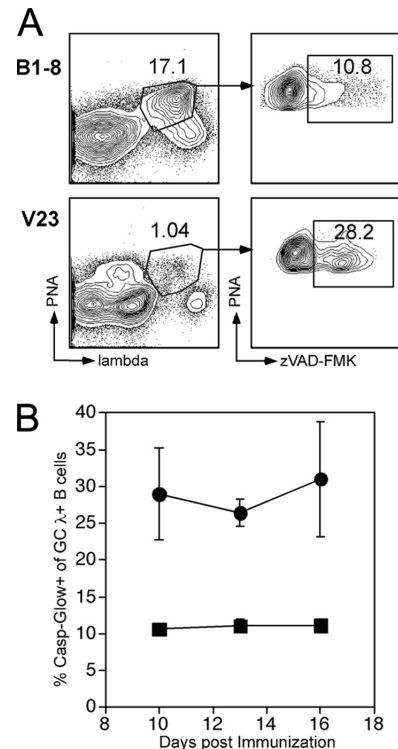 A
B1-8
17.1
10.8
V23
1.04
28.2
PNA
lambda
PNA
zVAD-FMK
B
% Casp-Glow+ of GC λ+ B cells
40
35
30
25
20
15
10
5
0
8 10 12 14 16 18
Days post Immunization